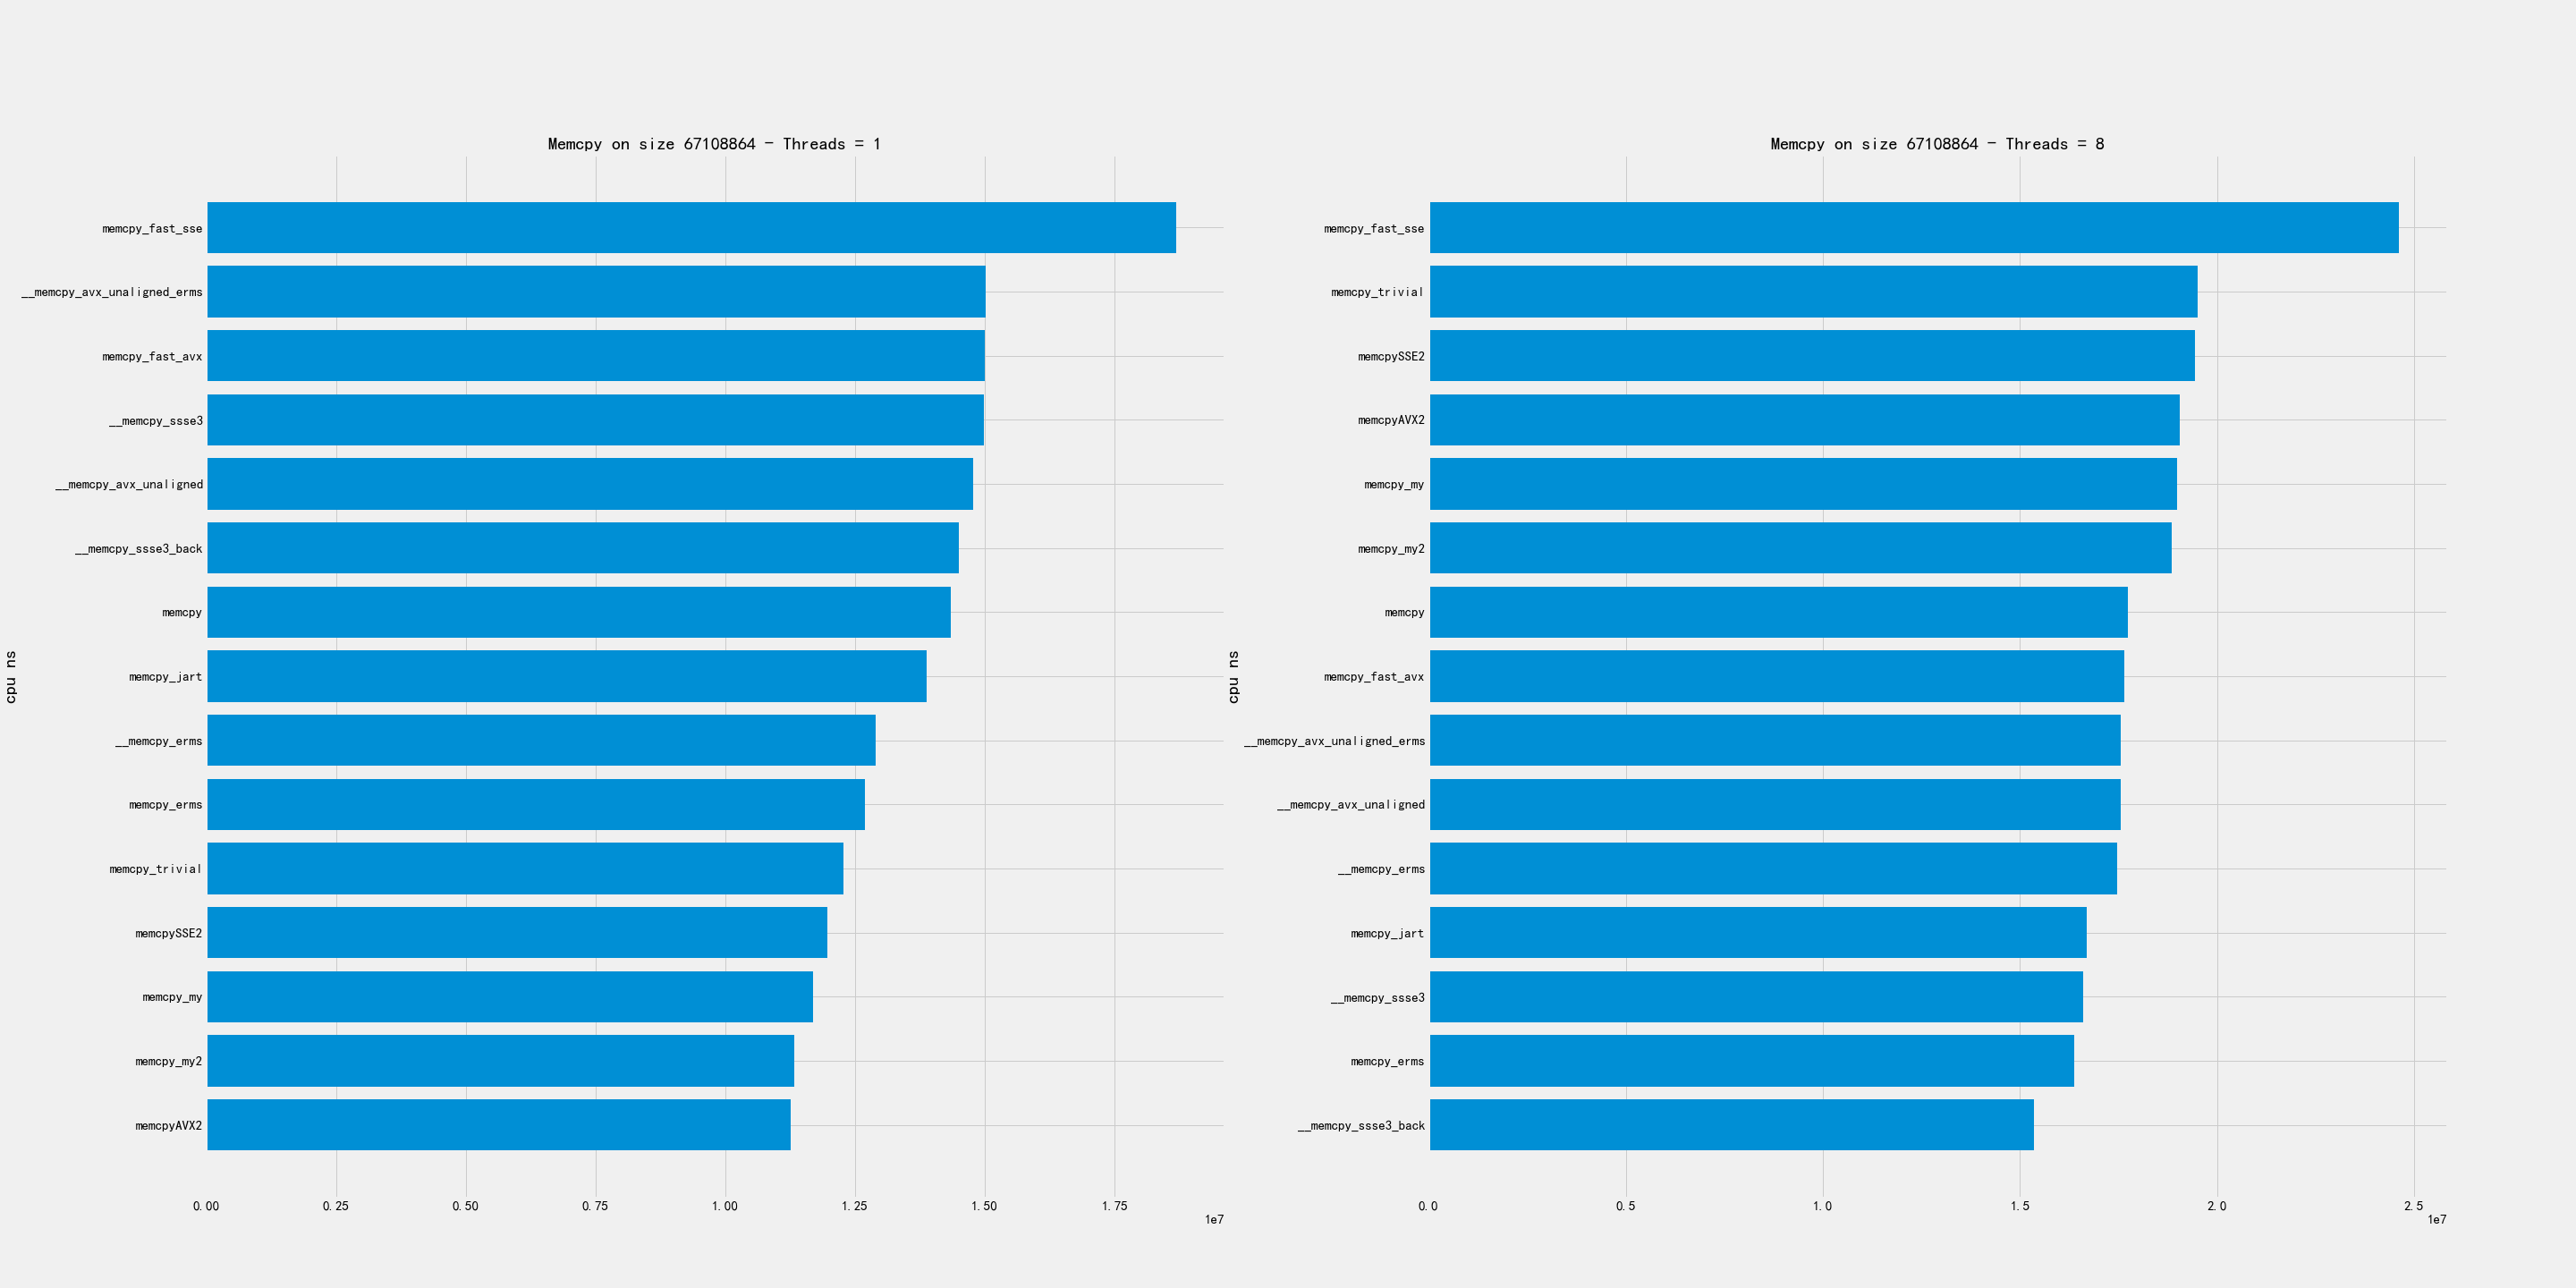 Memcpy on size 67108864 - Threads = 1
memcpy_fast_sse
__memcpy_avx_unaligned_erms
memcpy_fast_avx
__memcpy_ssse3
__memcpy_avx_unaligned
__memcpy_ssse3_back
memcpy
memcpy_jart
__memcpy_erms
memcpy_erms
memcpy_trivial
memcpySSE2
memcpy_my
memcpy_my2
memcpyAVX2
cpu ns
0.00 0.25 0.50 0.75 1.00 1.25 1.50 1.75
1e7
Memcpy on size 67108864 - Threads = 8
memcpy_fast_sse
memcpy_trivial
memcpySSE2
memcpyAVX2
memcpy_my
memcpy_my2
memcpy
memcpy_fast_avx
__memcpy_avx_unaligned_erms
__memcpy_avx_unaligned
__memcpy_erms
memcpy_jart
__memcpy_ssse3
memcpy_erms
__memcpy_ssse3_back
cpu ns
0.0 0.5 1.0 1.5 2.0 2.5
1e7